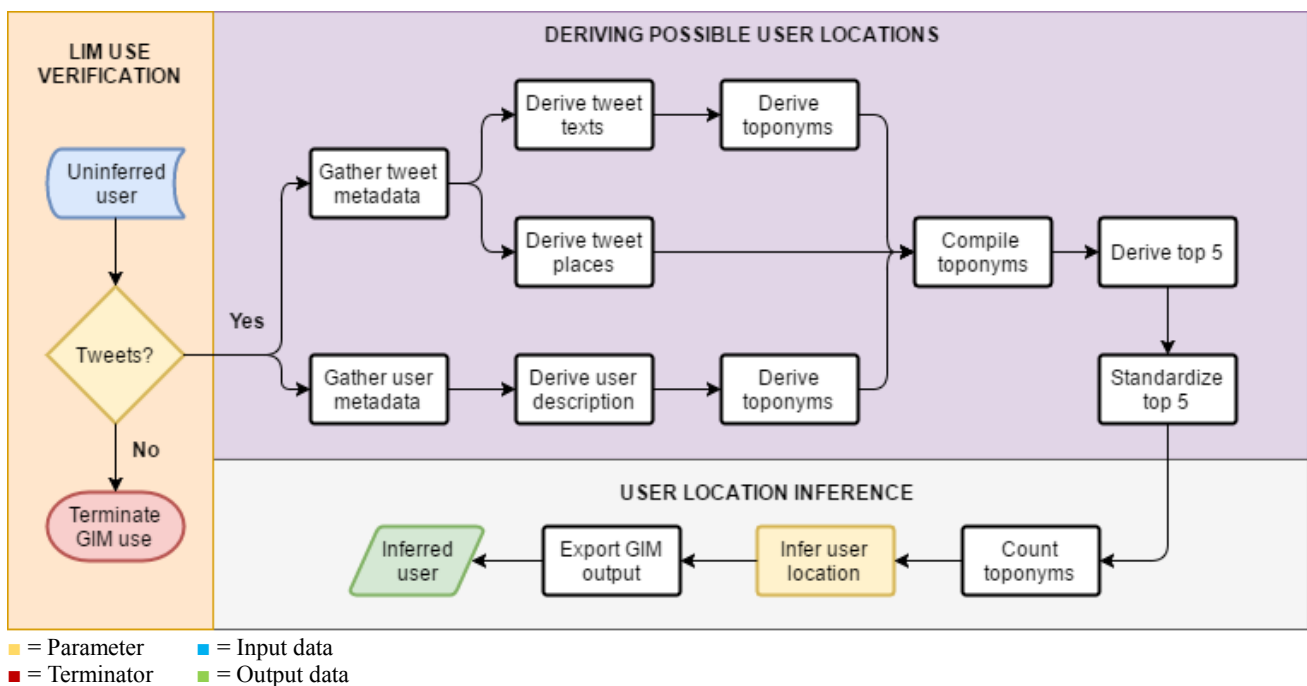 LIM USE
VERIFICATION
Uninferred
user
Tweets?
Yes
No
Terminate
GIM use
DERIVING POSSIBLE USER LOCATIONS
Gather tweet
metadata
Derive tweet
texts
Derive
toponyms
Derive tweet
places
Gather user
metadata
Derive user
description
Derive
toponyms
Compile
toponyms
Derive top 5
Standardize
top 5
USER LOCATION INFERENCE
Inferred
user
Export GIM
output
Infer user
location
Count
toponyms
= Parameter
= Input data
= Terminator
= Output data